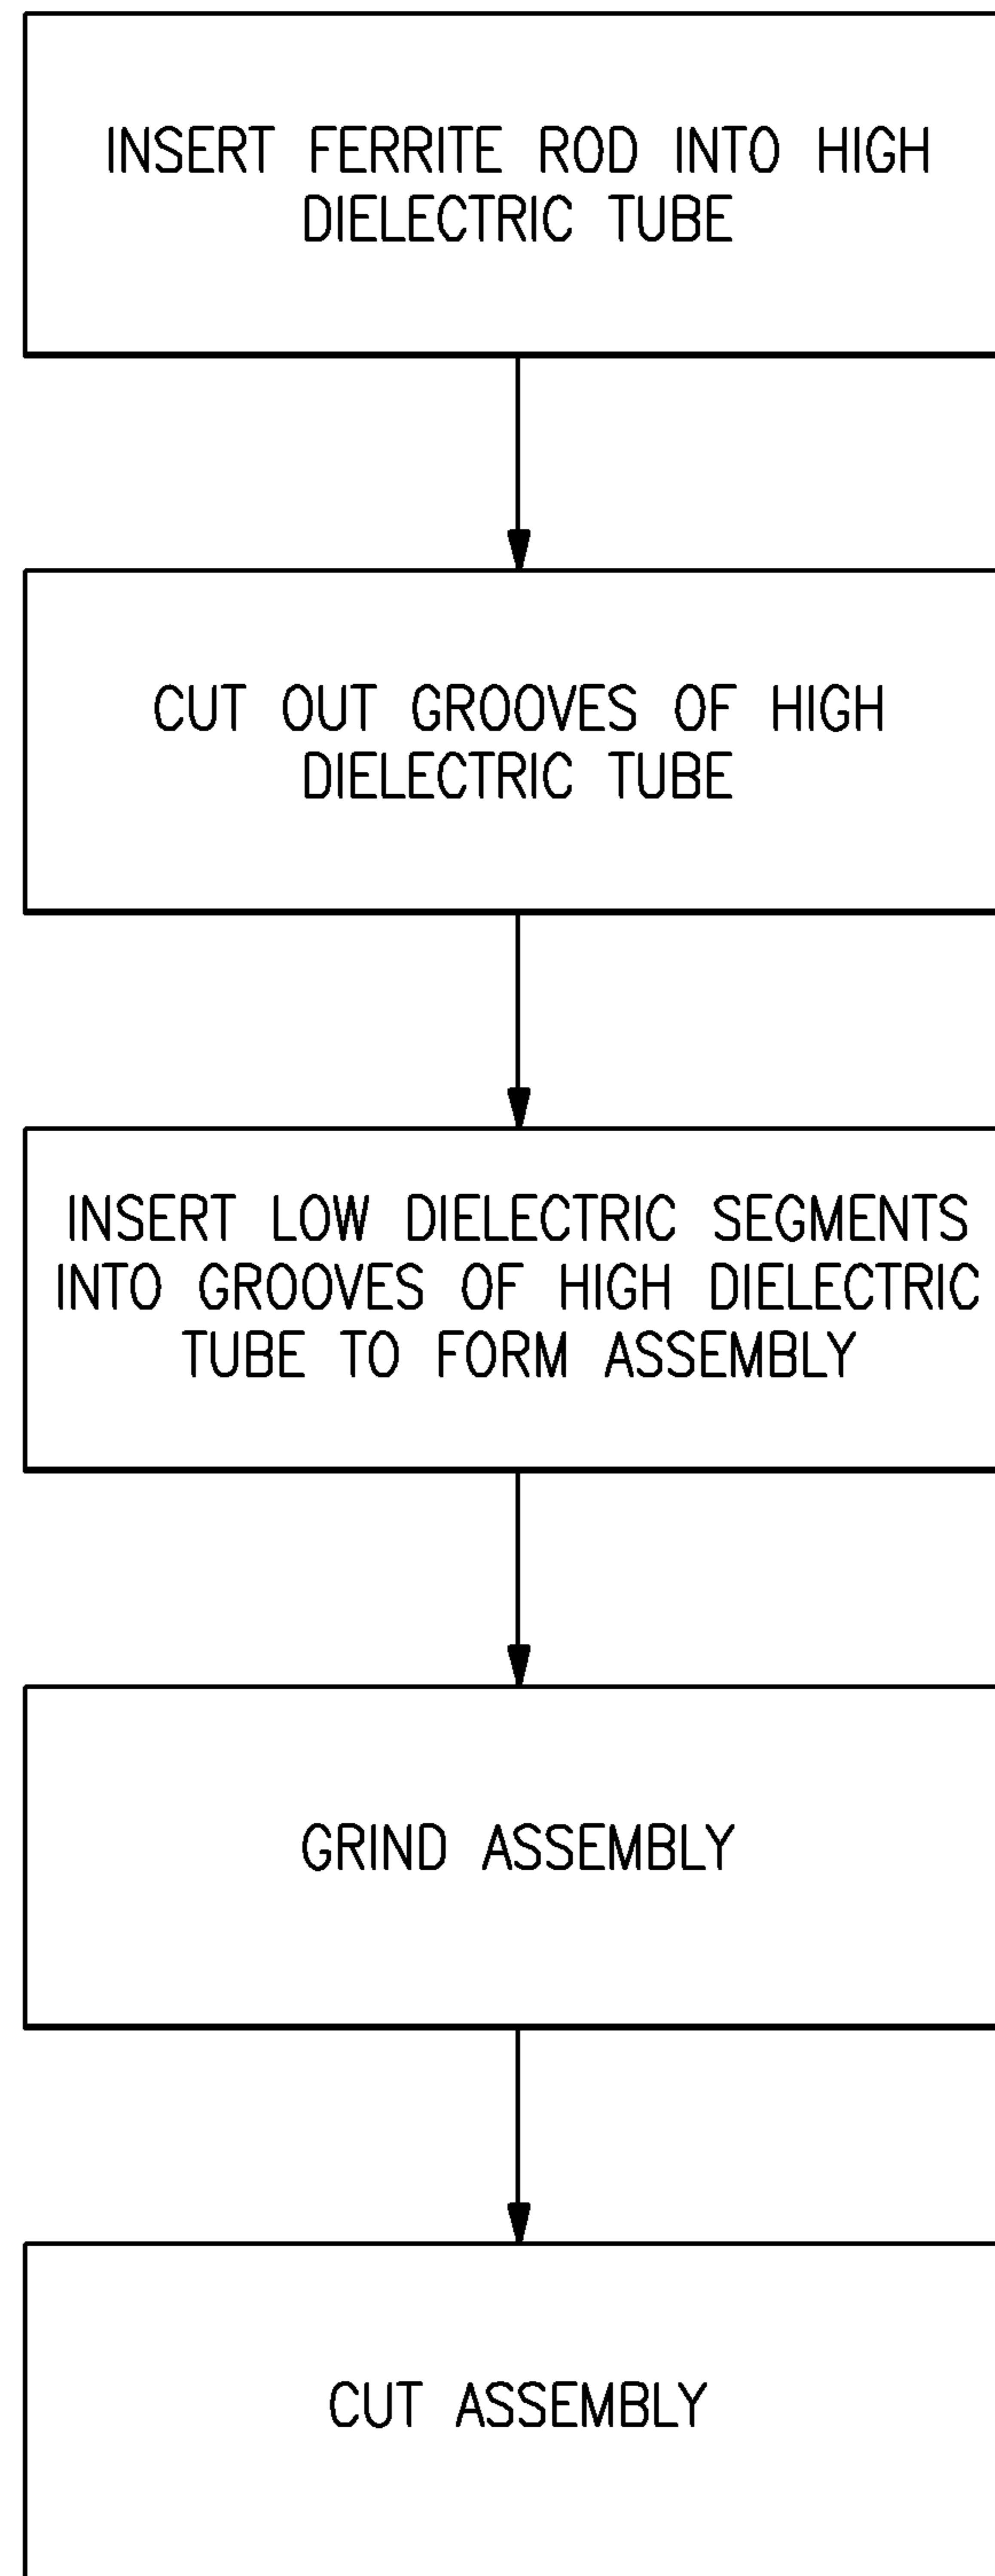 INSERT FERRITE ROD INTO HIGH
DIELECTRIC TUBE
CUT OUT GROOVES OF HIGH
DIELECTRIC TUBE
INSERT LOW DIELECTRIC SEGMENTS
INTO GROOVES OF HIGH DIELECTRIC
TUBE TO FORM ASSEMBLY
GRIND ASSEMBLY
CUT ASSEMBLY